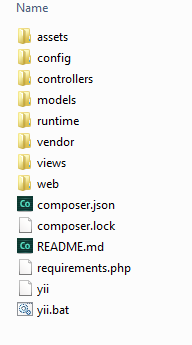 Name
assets
config
controllers
models
runtime
vendor
views
web
composer.json
composer.lock
README.md
requirements.php
yii
yii.bat